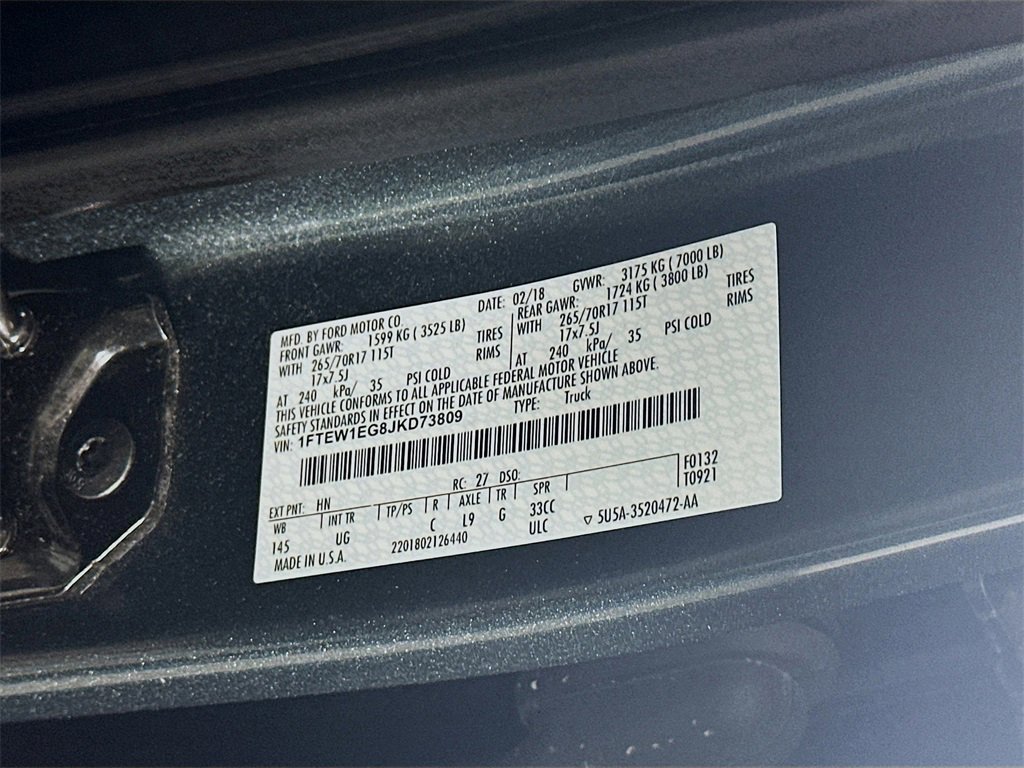 MFD. BY FORD MOTOR CO. DATE: 02/18 GVWR: 3175 KG ( 7000 LB)
FRONT GAWR: 1599 KG ( 3525 LB) REAR GAWR: 1724 KG ( 3800 LB)
WITH 265/70R17 115T TIRES WITH 265/70R17 115T TIRES
17x7.5J RIMS 17x7.5J RIMS
AT 240 kPa/ 35 PSI COLD AT 240 kPa/ 35 PSI COLD
THIS VEHICLE CONFORMS TO ALL APPLICABLE FEDERAL MOTOR VEHICLE
SAFETY STANDARDS IN EFFECT ON THE DATE OF MANUFACTURE SHOWN ABOVE.
VIN: 1FTEW1EG8JKD73809 TYPE: Truck
EXT PNT: HN RC: 27 DSO: F0132
WB INT TR TP/PS R AXLE TR SPR T0921
145 UG C L9 G 33CC
ULC
MADE IN U.S.A. 2201802126440 ▽ 5U5A-3520472-AA